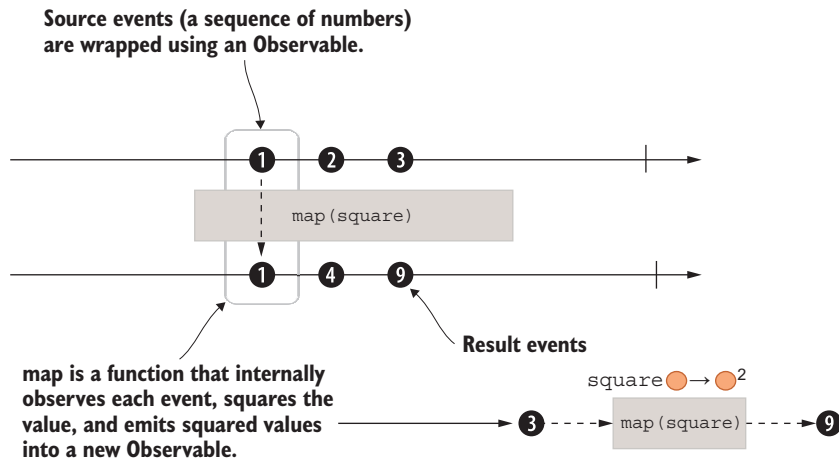 Source events (a sequence of numbers)
are wrapped using an Observable.
1 2 3
map(square)
1 4 9
Result events
map is a function that internally
observes each event, squares the
value, and emits squared values
into a new Observable.
square → 2
3 map(square) 9